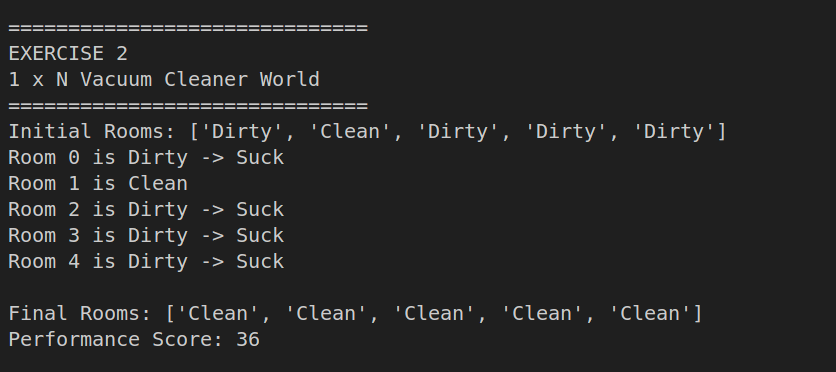 ==============================
EXERCISE 2
1 x N Vacuum Cleaner World
==============================
Initial Rooms: ['Dirty', 'Clean', 'Dirty', 'Dirty', 'Dirty']
Room 0 is Dirty -> Suck
Room 1 is Clean
Room 2 is Dirty -> Suck
Room 3 is Dirty -> Suck
Room 4 is Dirty -> Suck
Final Rooms: ['Clean', 'Clean', 'Clean', 'Clean', 'Clean']
Performance Score: 36